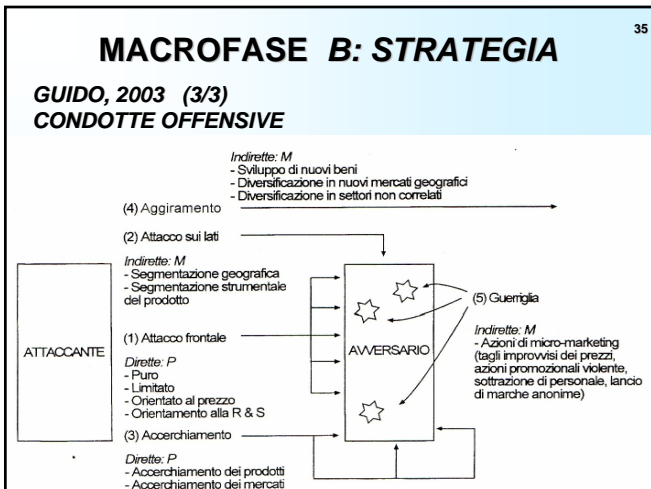 35
MACROFASE B: STRATEGIA
GUIDO, 2003 (3/3)
CONDOTTE OFFENSIVE
Indirette: M
- Sviluppo di nuovi beni
- Diversificazione in nuovi mercati geografici
- Diversificazione in settori non correlati
(4) Aggiramento
(2) Attacco sui lati
Indirette: M
- Segmentazione geografica
- Segmentazione strumentale
del prodotto
(1) Attacco frontale
ATTACCANTE
Dirette: P
- Puro
- Limitato
- Orientato al prezzo
- Orientamento alla R & S
(3) Accerchiamento
Dirette: P
- Accerchiamento dei prodotti
- Accerchiamento dei mercati
AVVERSARIO
(5) Guerriglia
Indirette: M
- Azioni di micro-marketing
(tagli improvvisi dei prezzi,
azioni promozionali violente,
sottrazione di personale, lancio
di marche anonime)